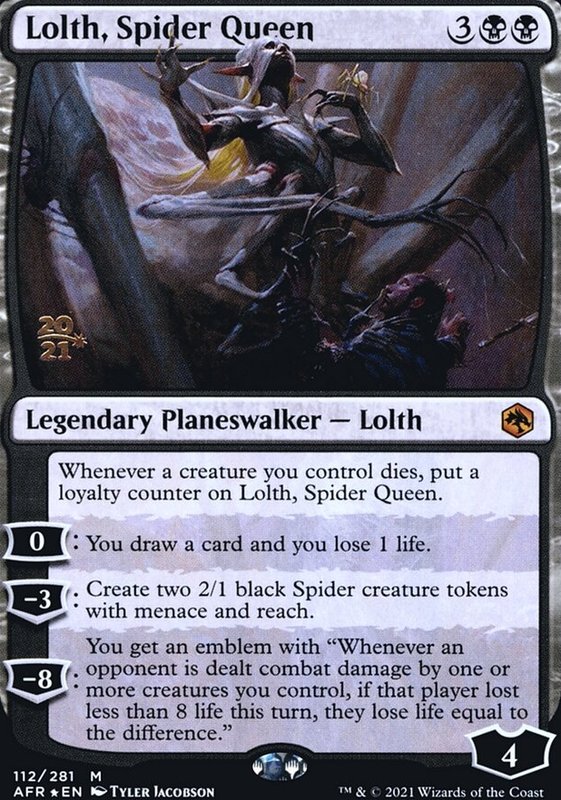 Lolth, Spider Queen
3
20
21
Legendary Planeswalker — Lolth
Whenever a creature you control dies, put a
loyalty counter on Lolth, Spider Queen.
0 : You draw a card and you lose 1 life.
−3 : Create two 2/1 black Spider creature tokens
with menace and reach.
You get an emblem with “Whenever an
opponent is dealt combat damage by one or
more creatures you control, if that player lost
−8 : less than 8 life this turn, they lose life equal to
the difference.”
4
112/281 M
AFR ★ EN Tyler Jacobson
™ & © 2021 Wizards of the Coast